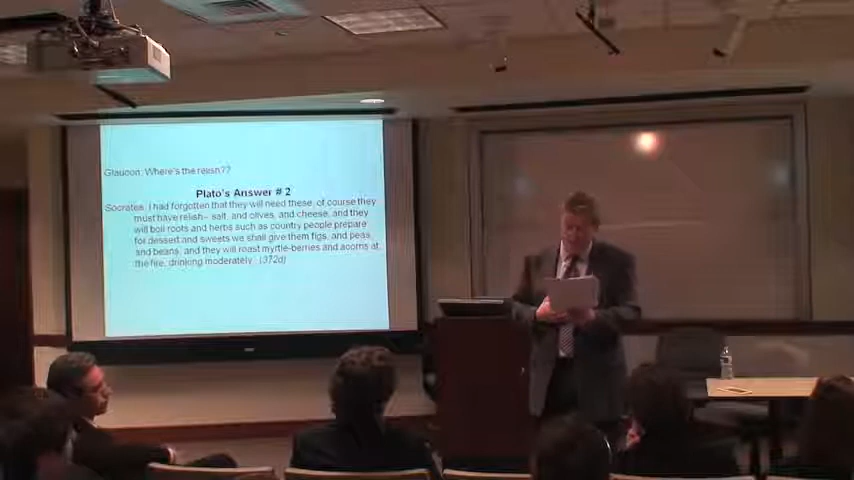 Glaucon: Where's the relish??
Plato's Answer # 2
Socrates: I had forgotten that they will need these, of course they
must have relish– salt, and olives, and cheese, and they
will boil roots and herbs such as country people prepare
for dessert and sweets we shall give them figs, and peas,
and beans, and they will roast myrtle-berries and acorns at
the fire, drinking moderately. (372d)